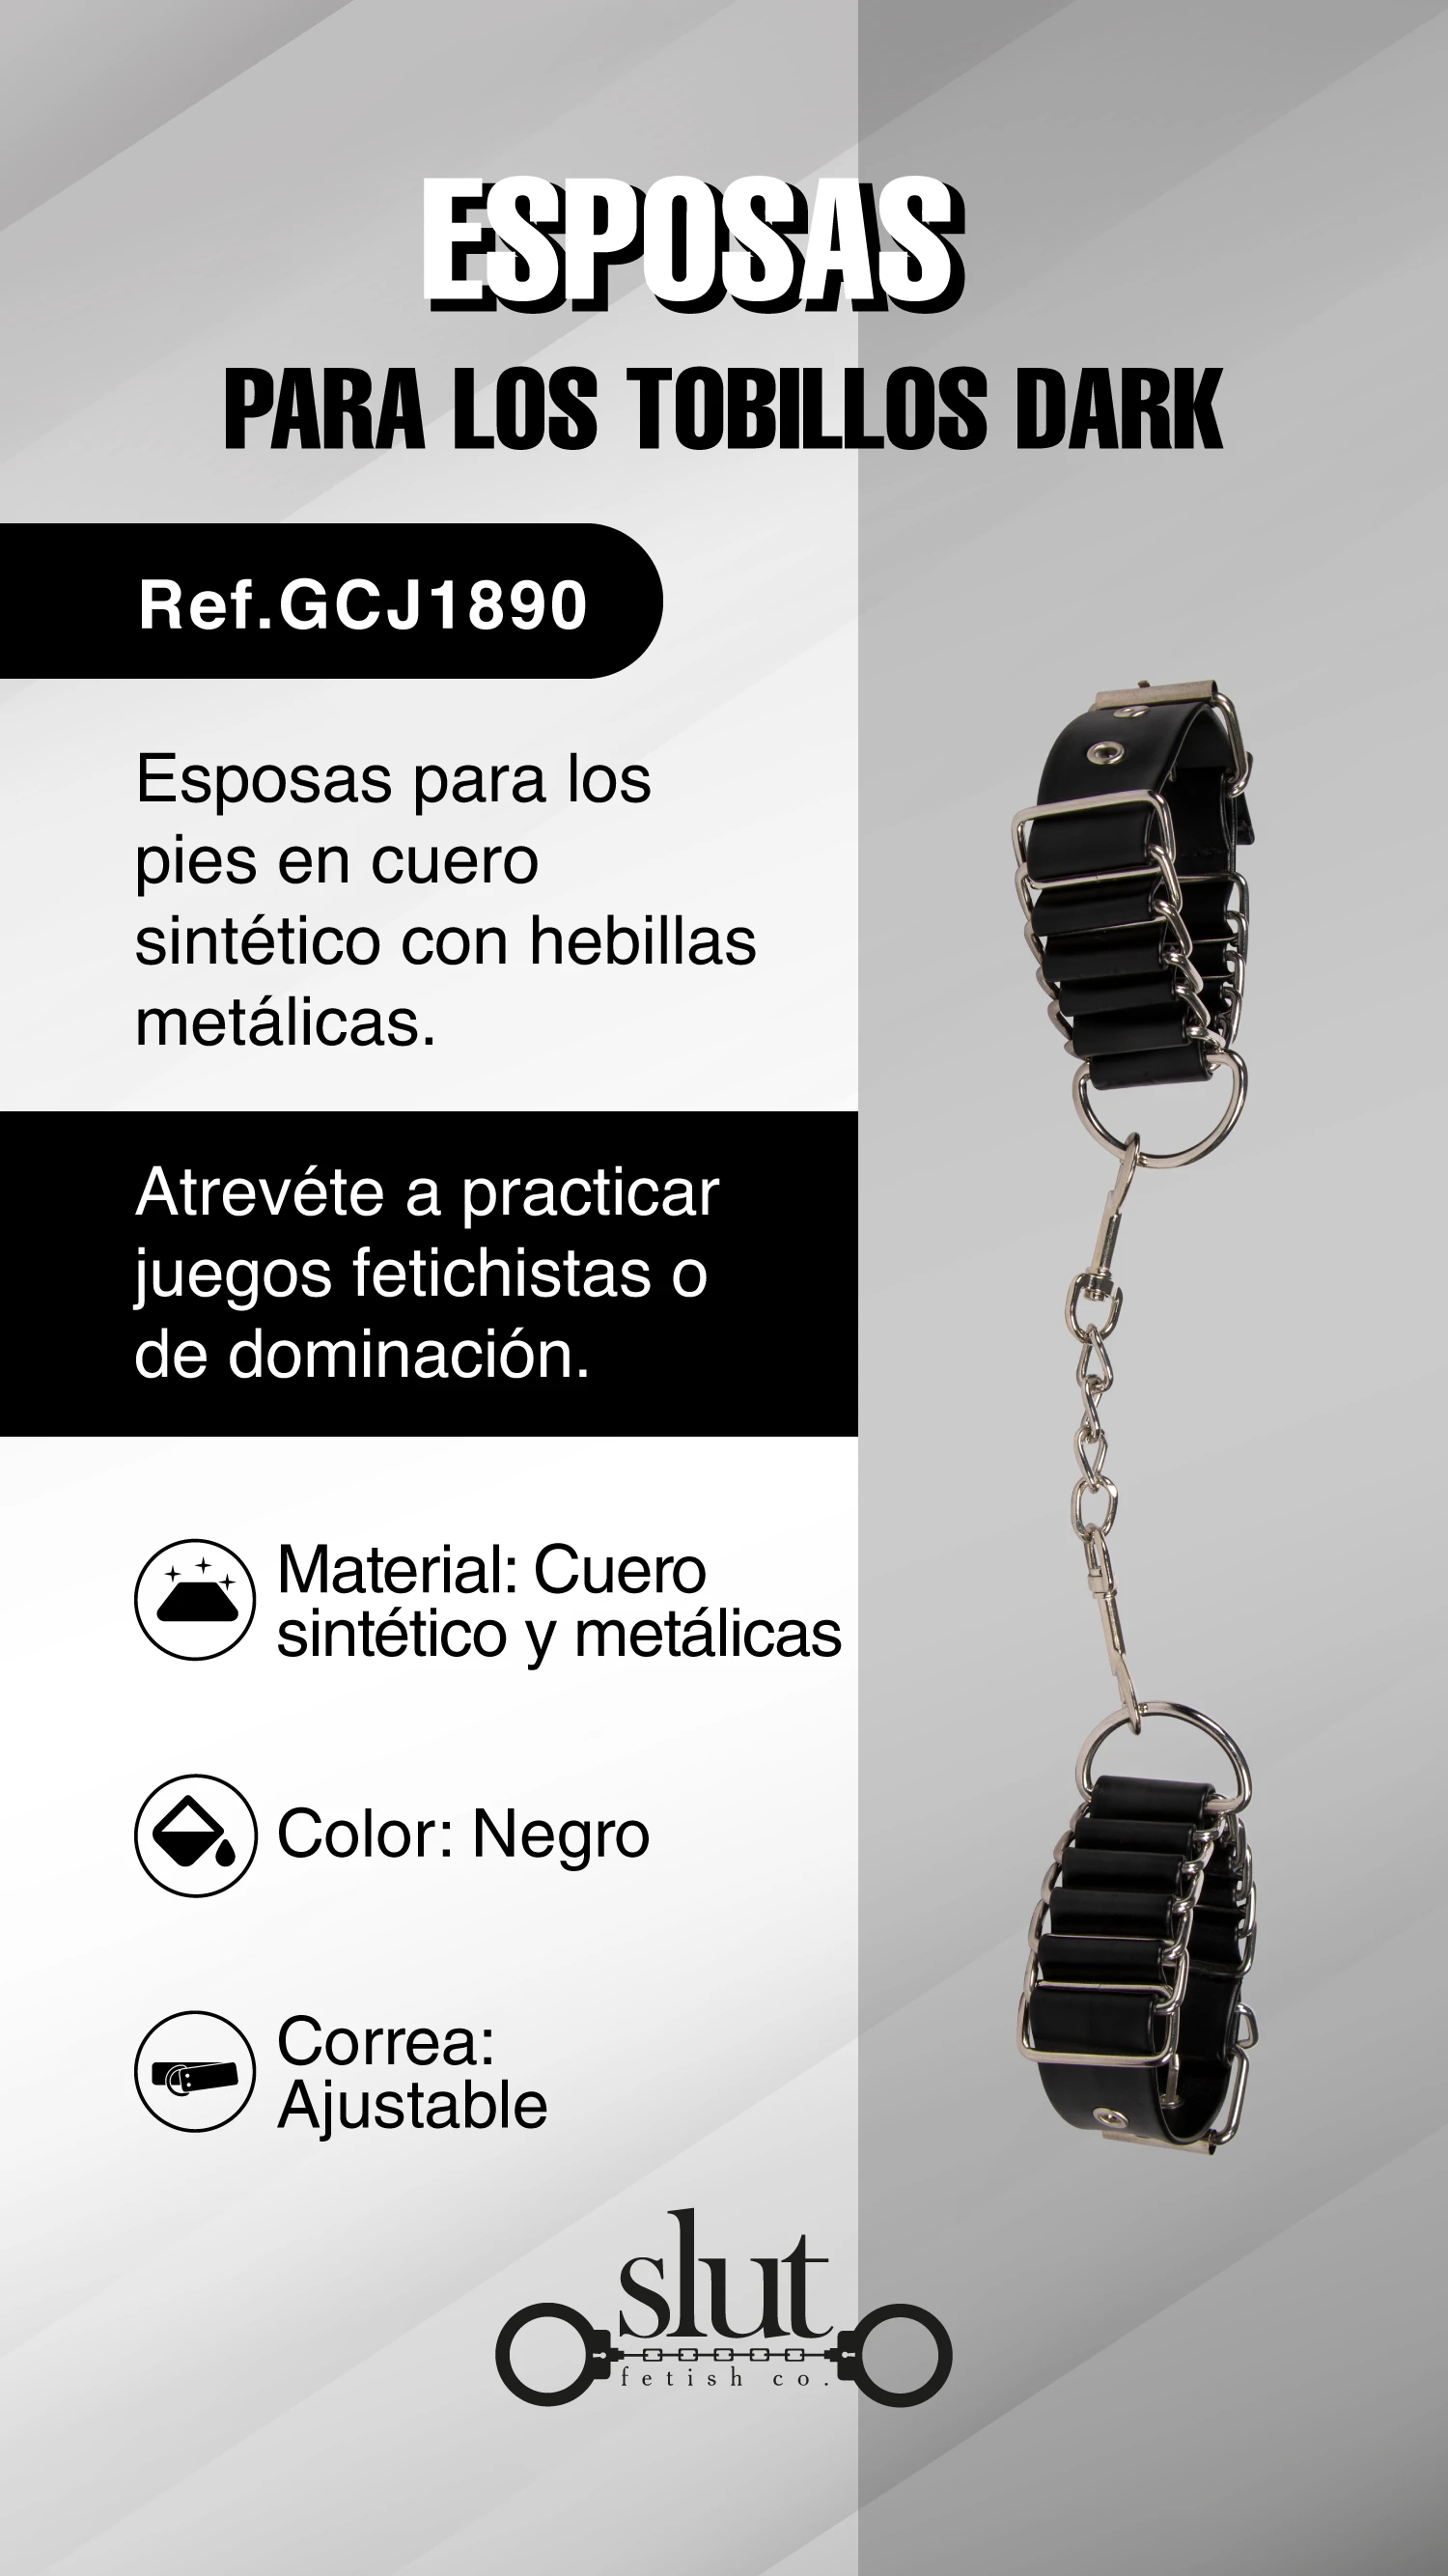 ESPOSAS
PARA LOS TOBILLOS DARK
Ref.GCJ1890
Esposas para los
pies en cuero
sintético con hebillas
metálicas.
Atrevéte a practicar
juegos fetichistas o
de dominación.
Material: Cuero
sintético y metálicas
Color: Negro
Correa:
Ajustable
slut
fetish co.